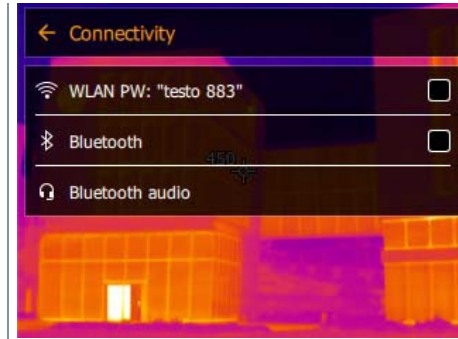 Connectivity
WLAN PW: "testo 883"
Bluetooth
450
Bluetooth audio